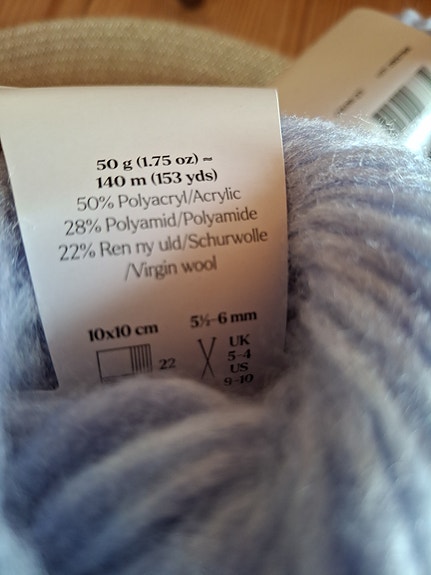 50 g (1.75 oz) ≈
140 m (153 yds)
50% Polyacryl/Acrylic
28% Polyamid/Polyamide
22% Ren ny uld/Schurwolle
/Virgin wool
10x10 cm
5½-6 mm
22
UK
5-4
US
9-10